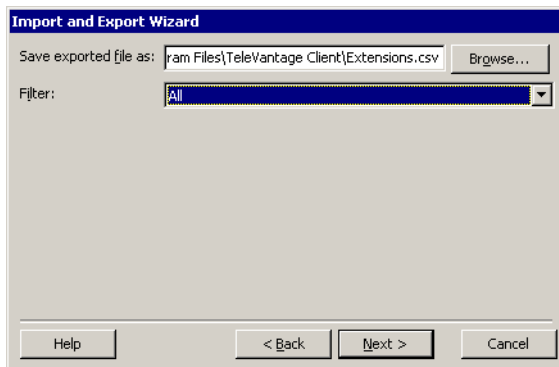 Import and Export Wizard
Save exported file as: ram Files\TeleVantage Client\Extensions.csv Browse...
Filter: All
Help < Back Next > Cancel